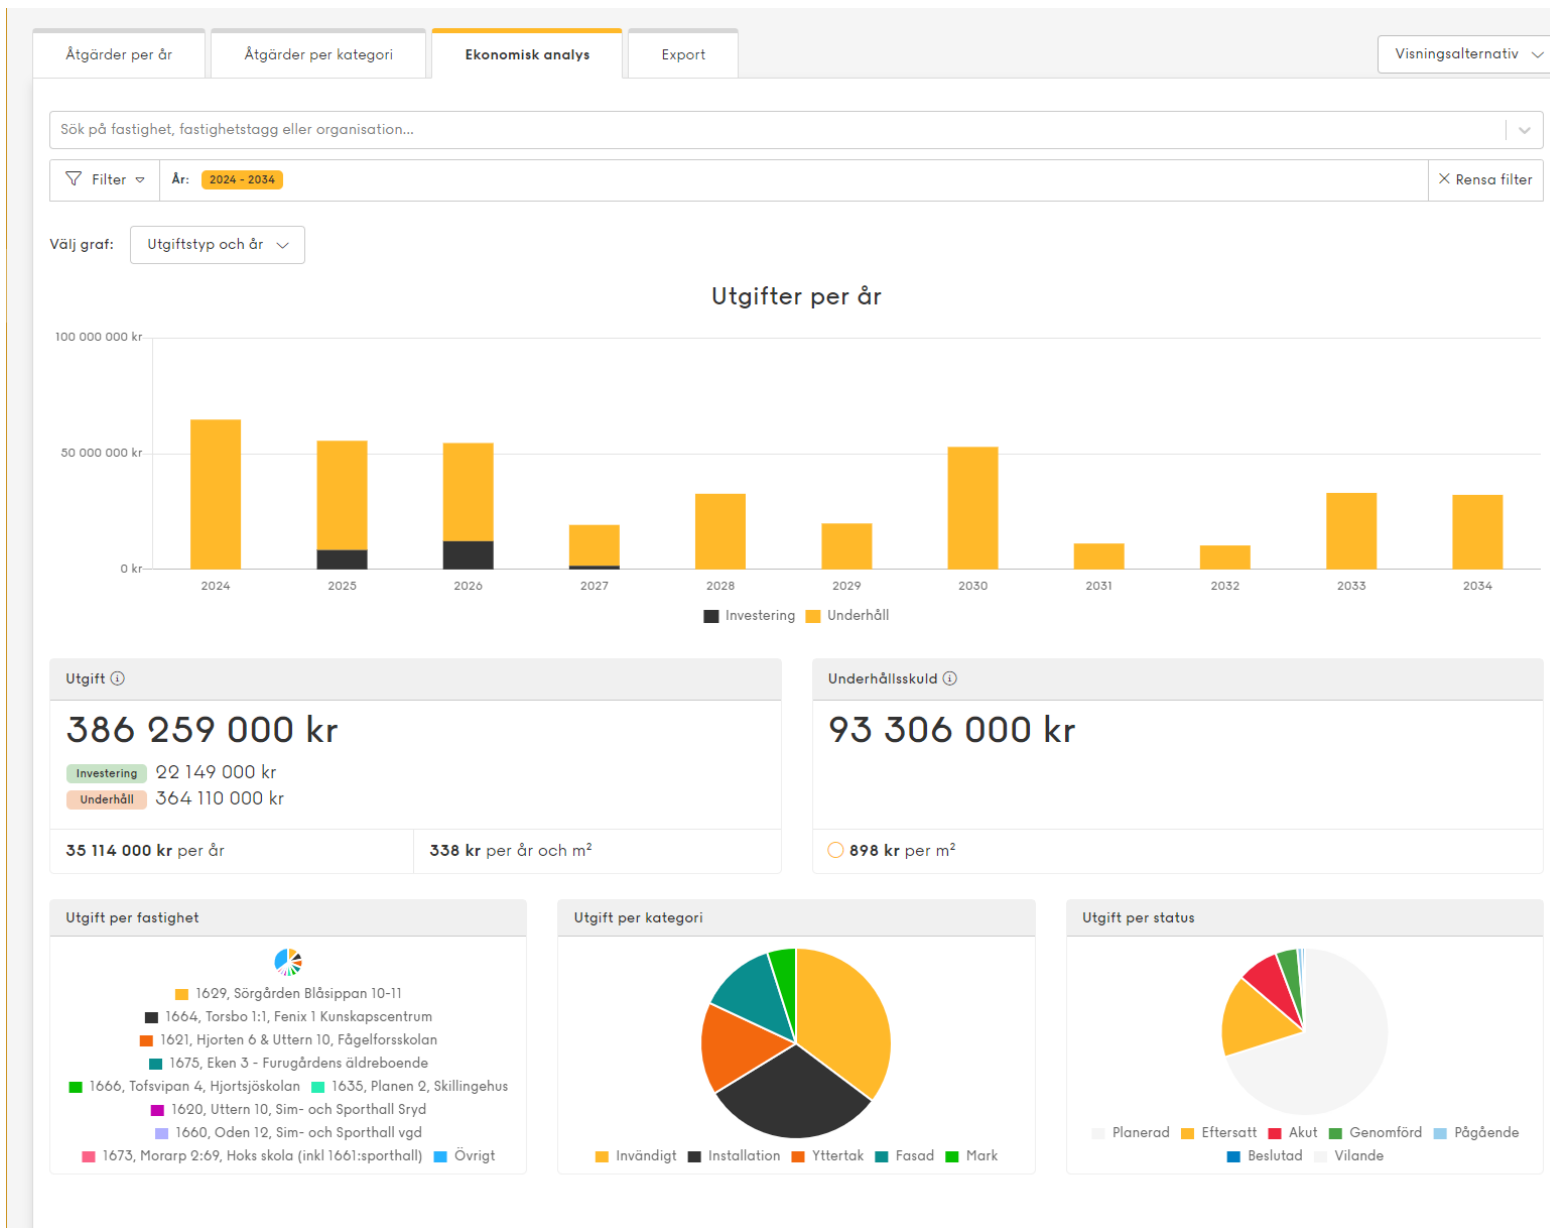 Åtgärder per år
Åtgärder per kategori
Ekonomisk analys
Export
Visningsalternativ
Sök på fastighet, fastighetstagg eller organisation...
Filter
År:
2024 - 2034
Rensa filter
Välj graf:
Utgiftstyp och år
Utgifter per år
100 000 000 kr
50 000 000 kr
0 kr
2024 2025 2026 2027 2028 2029 2030 2031 2032 2033 2034
Investering Underhåll
Utgift
386 259 000 kr
Investering 22 149 000 kr
Underhåll 364 110 000 kr
35 114 000 kr per år
338 kr per år och m²
Underhållsskuld
93 306 000 kr
898 kr per m²
Utgift per fastighet
1629, Sörgården Blåsippan 10-11
1664, Torsbo 1:1, Fenix 1 Kunskapscentrum
1621, Hjorten 6 & Uttern 10, Fågelforsskolan
1675, Eken 3 - Furugårdens äldreboende
1666, Tofsvipan 4, Hjortsjöskolan 1635, Planen 2, Skillingehus
1620, Uttern 10, Sim- och Sporthall Sryd
1660, Oden 12, Sim- och Sporthall vgd
1673, Morarp 2:69, Hoks skola (inkl 1661:sporthall) Övrigt
Utgift per kategori
Invändigt Installation Yttertak Fasad Mark
Utgift per status
Planerad Eftersatt Akut Genomförd Pågående
Beslutad Vilande